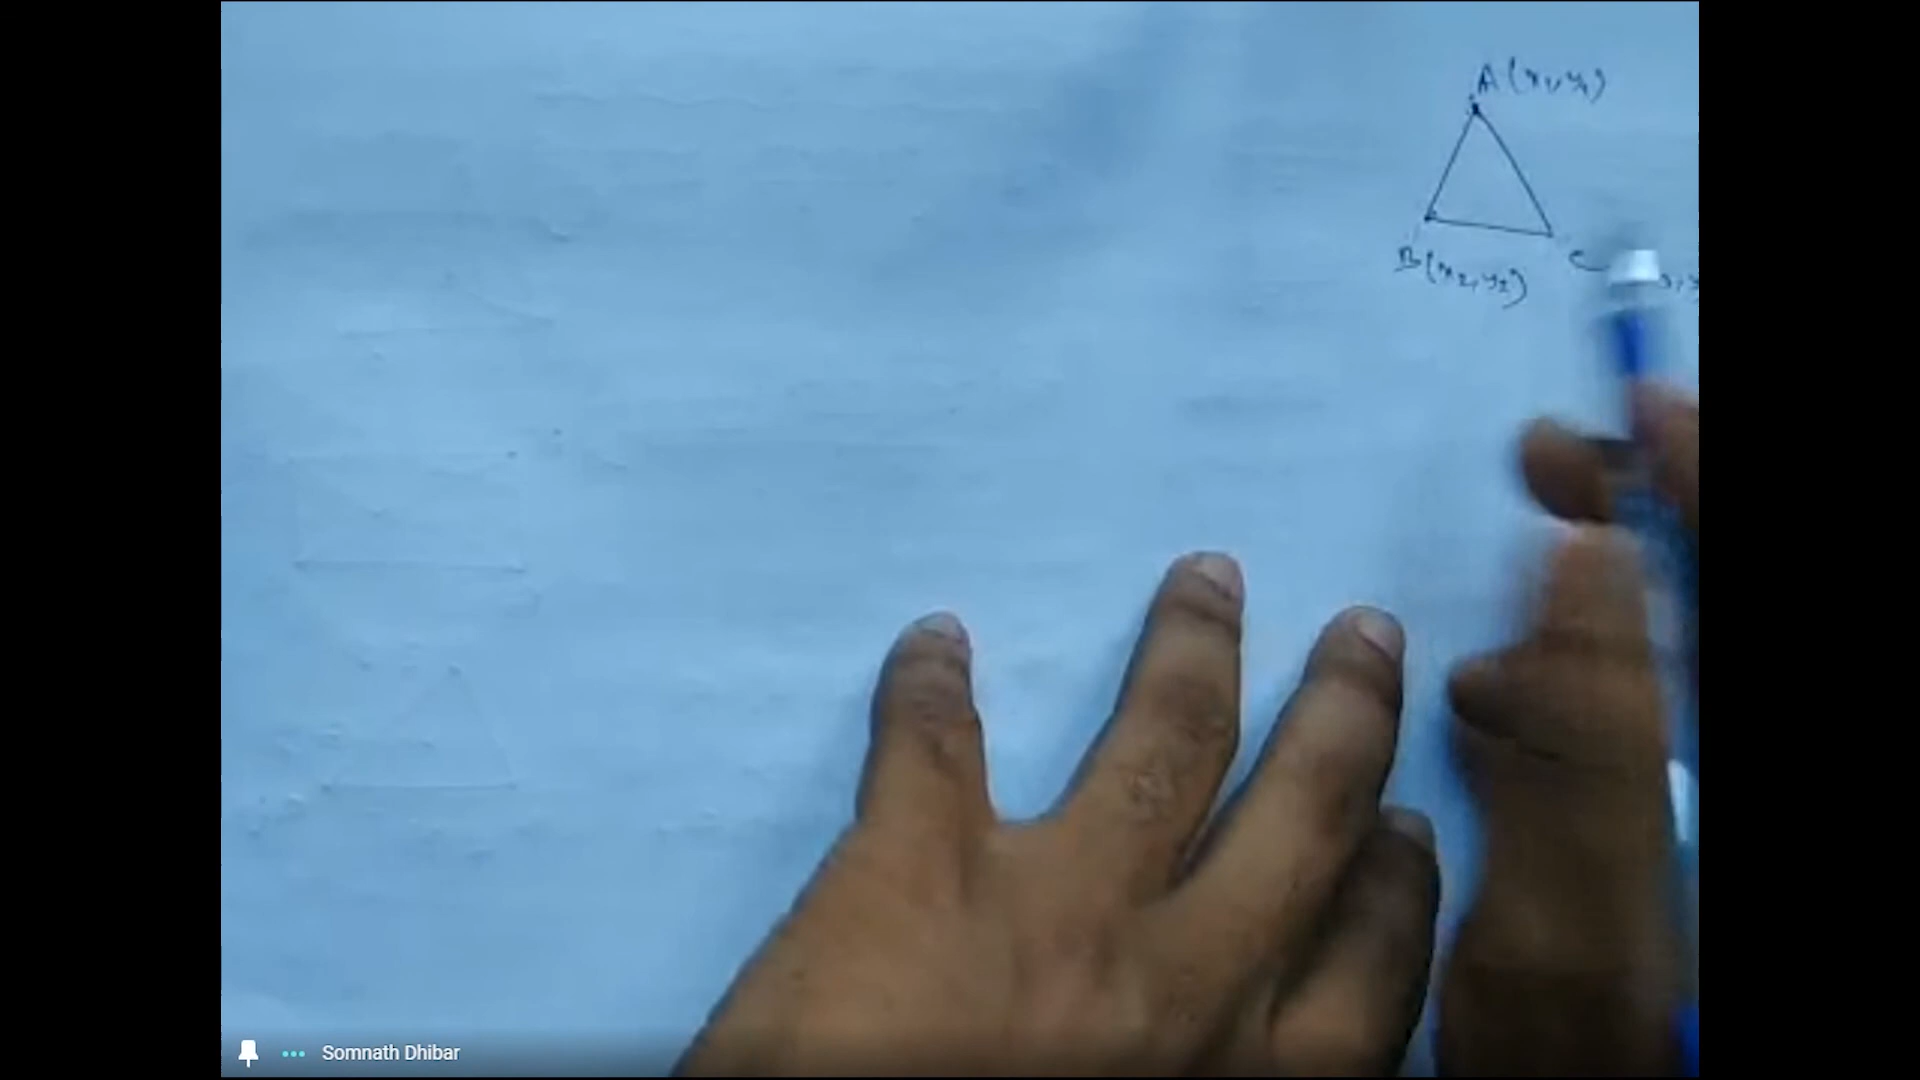 A(x₁,y₁)
B(x₂,y₂)
C
Somnath Dhibar